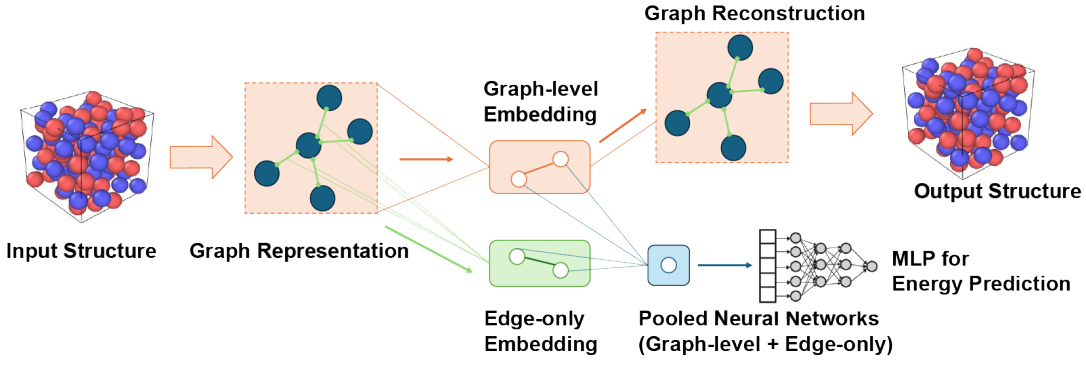 Graph Reconstruction
Graph-level
Embedding
Output Structure
Input Structure
Graph Representation
MLP for
Energy Prediction
Edge-only
Embedding
Pooled Neural Networks
(Graph-level + Edge-only)